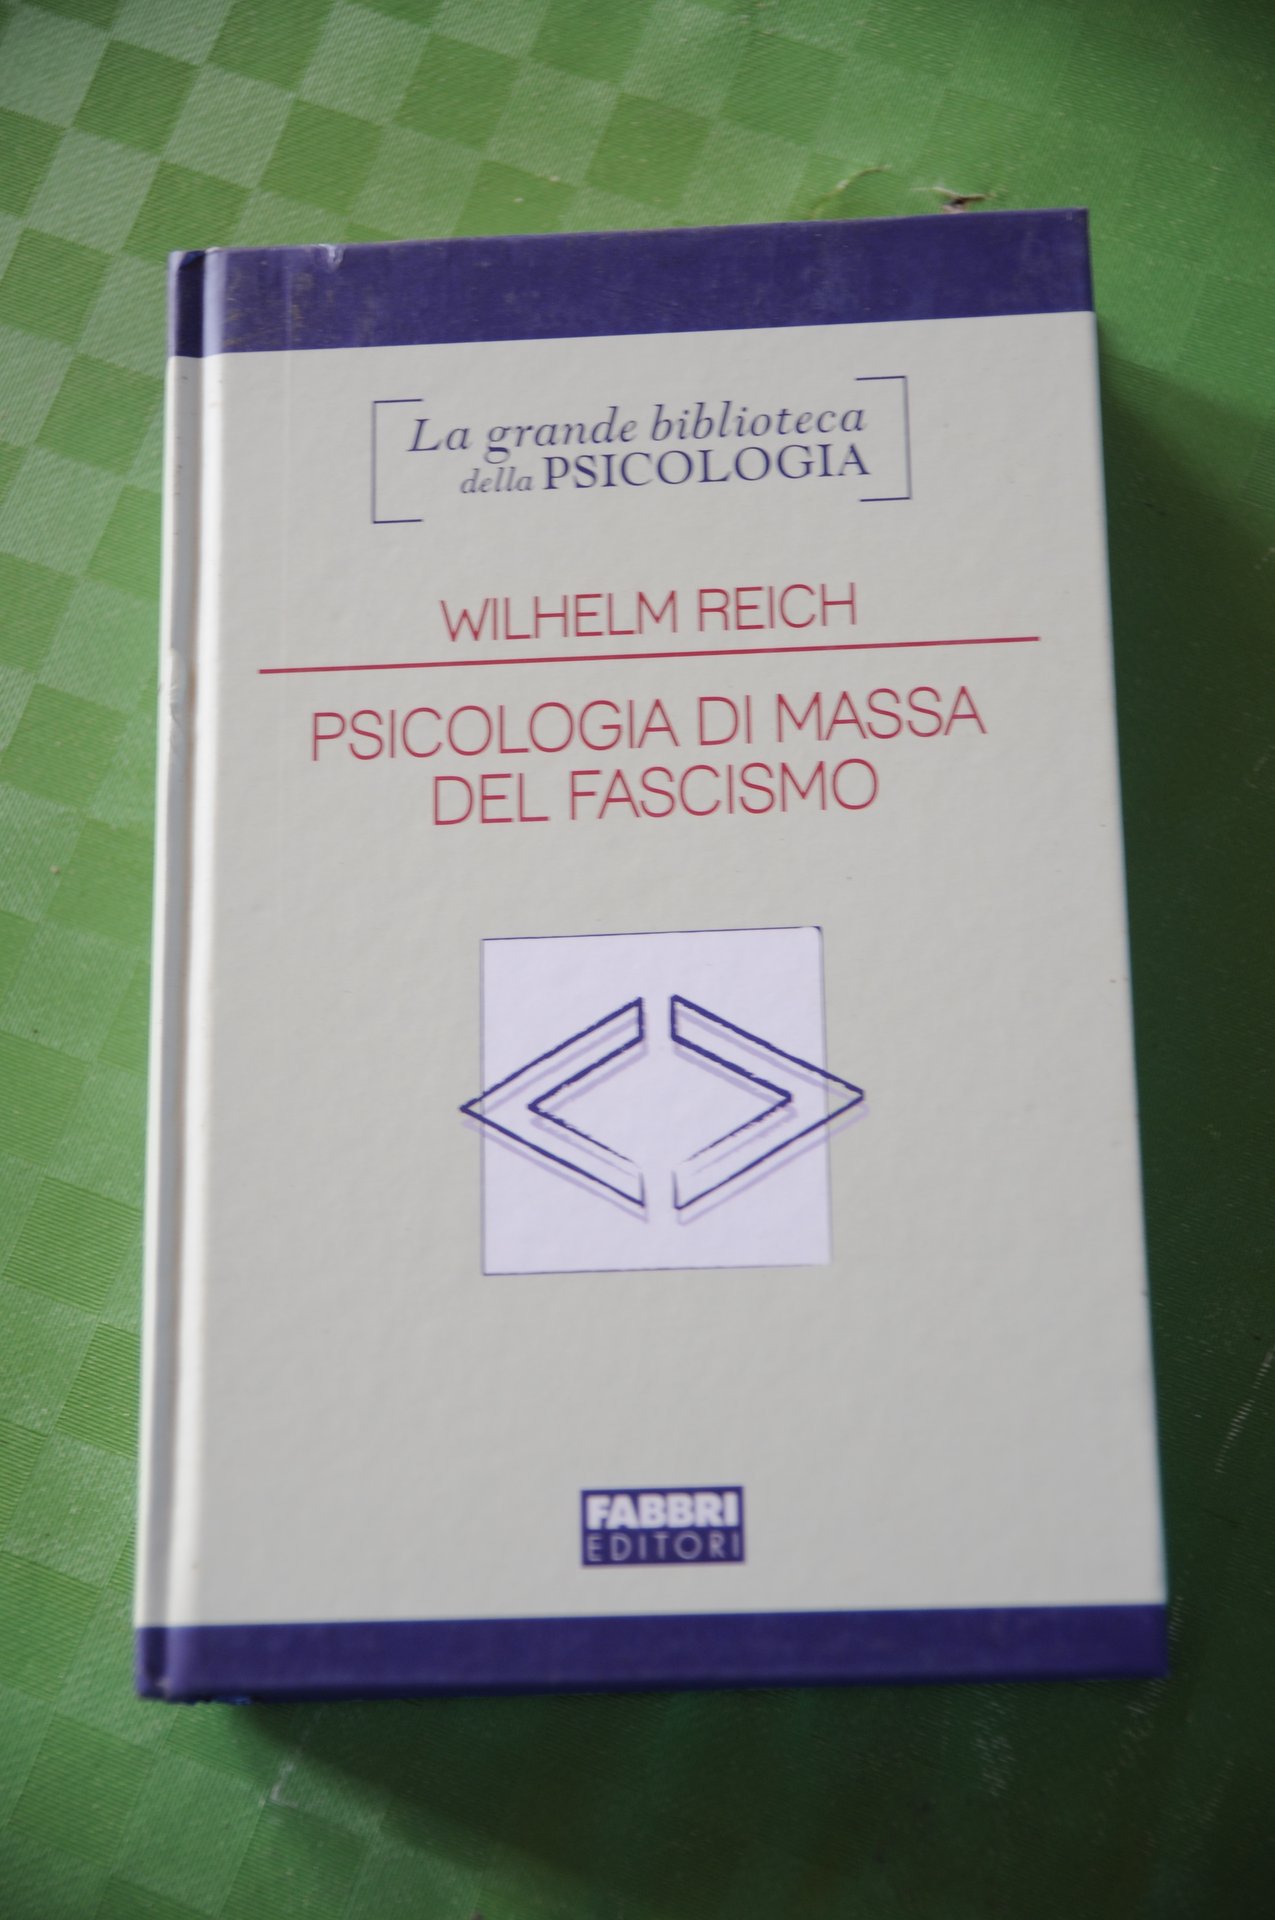 La grande biblioteca
della PSICOLOGIA
WILHELM REICH
PSICOLOGIA DI MASSA
DEL FASCISMO
FABBRI
EDITORI